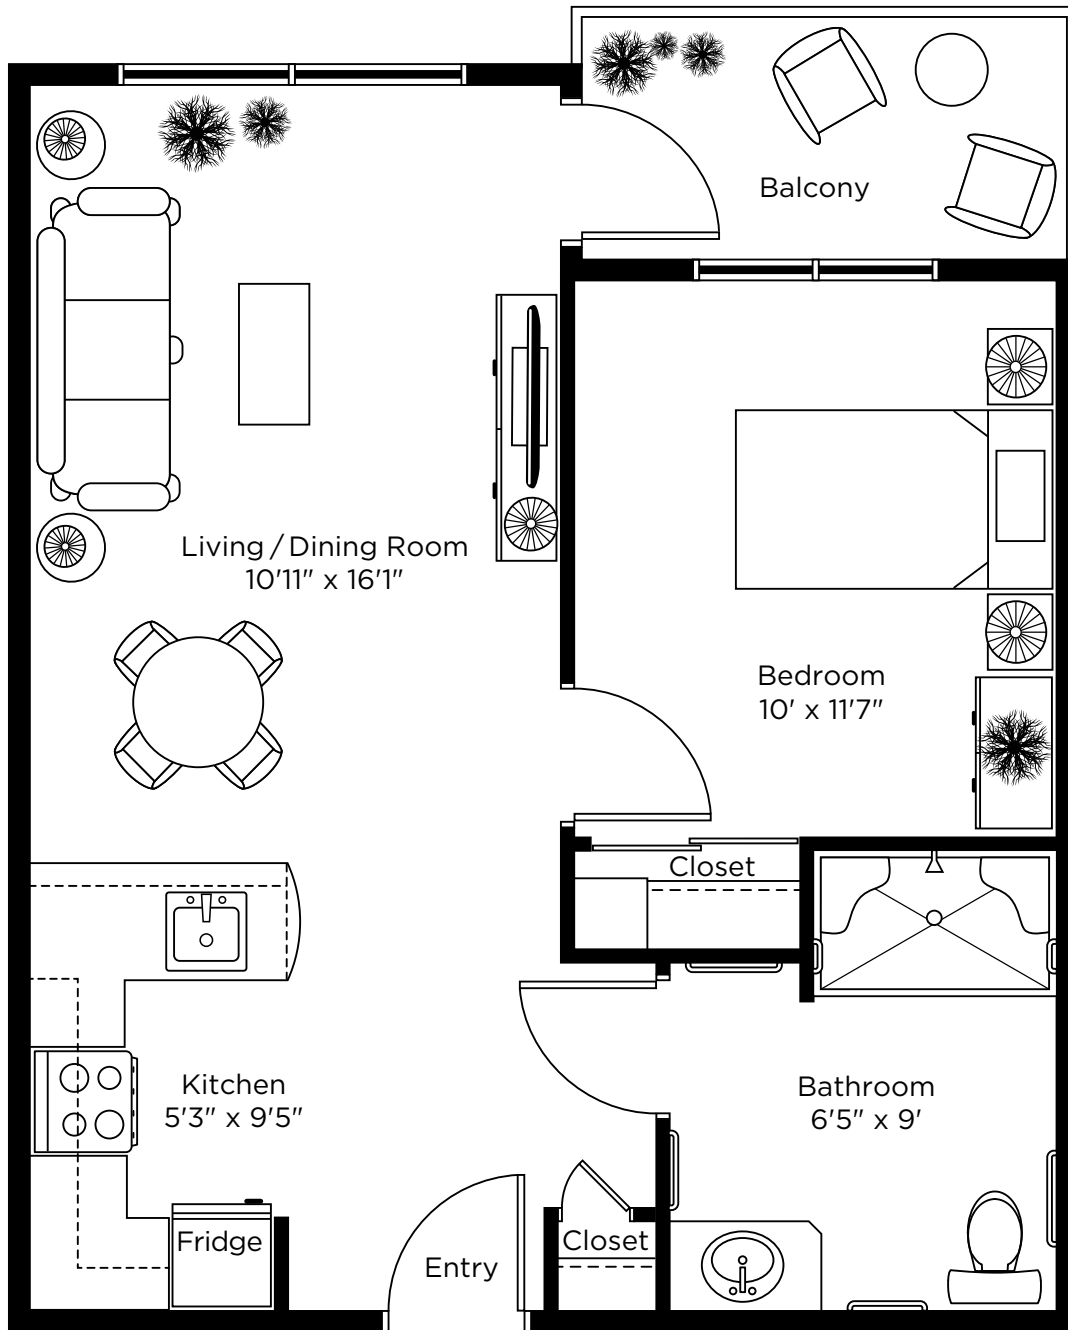 Balcony
Living / Dining Room
10'11" x 16'1"
Bedroom
10' x 11'7"
Closet
Kitchen
5'3" x 9'5"
Bathroom
6'5" x 9'
Fridge
Closet
Entry